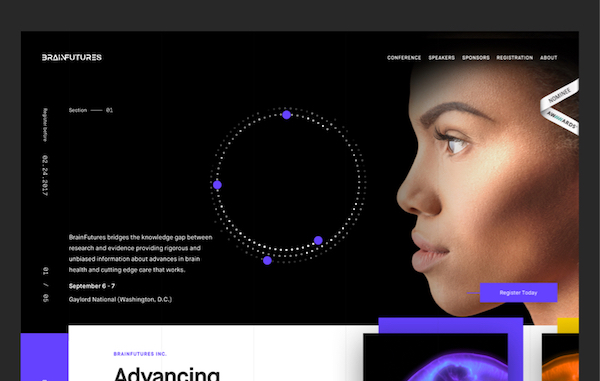 BRAINFUTURES
CONFERENCE SPEAKERS SPONSORS REGISTRATION ABOUT
NOMINEE
AWWWARDS
Register before 02.24.2017
Section 01
BrainFutures bridges the knowledge gap between
research and evidence providing rigorous and
unbiased information about advances in brain
health and cutting edge care that works.
September 6 - 7
Gaylord National (Washington, D.C.)
01 / 05
Register Today
BRAINFUTURES INC.
Advancing